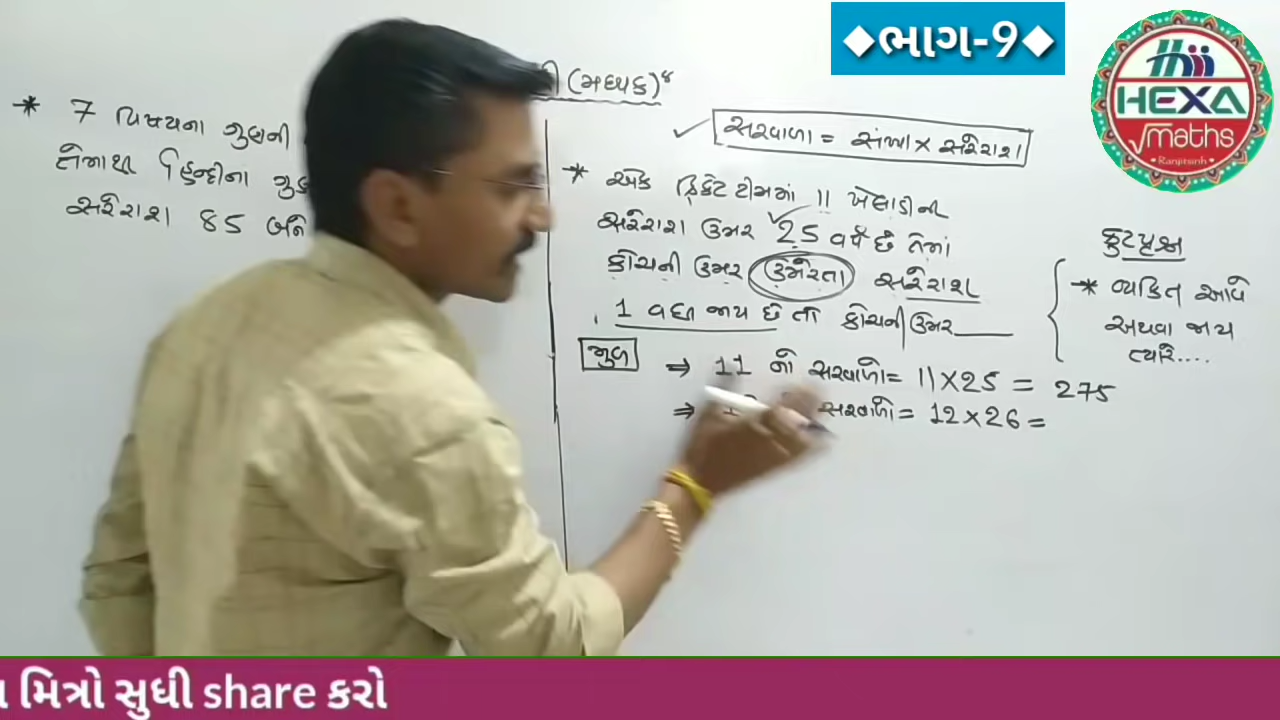 ◆ભાગ-9◆
HEXA
√maths
Ranjitsinh
(મધ્યક)
* 7 વિષયના ગુણની
તેમાથી હિન્દીના
સરેરાશ 85 બને
✓ સરવાળા = સંખ્યા × સરેરાશ
* એક ક્રિકેટ ટીમમાં 11 ખેલાડીની
સરેરાશ ઉંમર 25 વર્ષ છે તેમાં
કોચની ઉંમર ઉમેરતા સરેરાશ
1 વધી જાય છે તો કોચની ઉંમર____
કુટપ્રશ્ન
* વ્યકિત આવે
અથવા જાય
ત્યારે....
મુળ ⇒ 11 નો સરવાળો = 11×25 = 275
⇒ સરવાળો = 12×26 =
મિત્રો સુધી share કરો